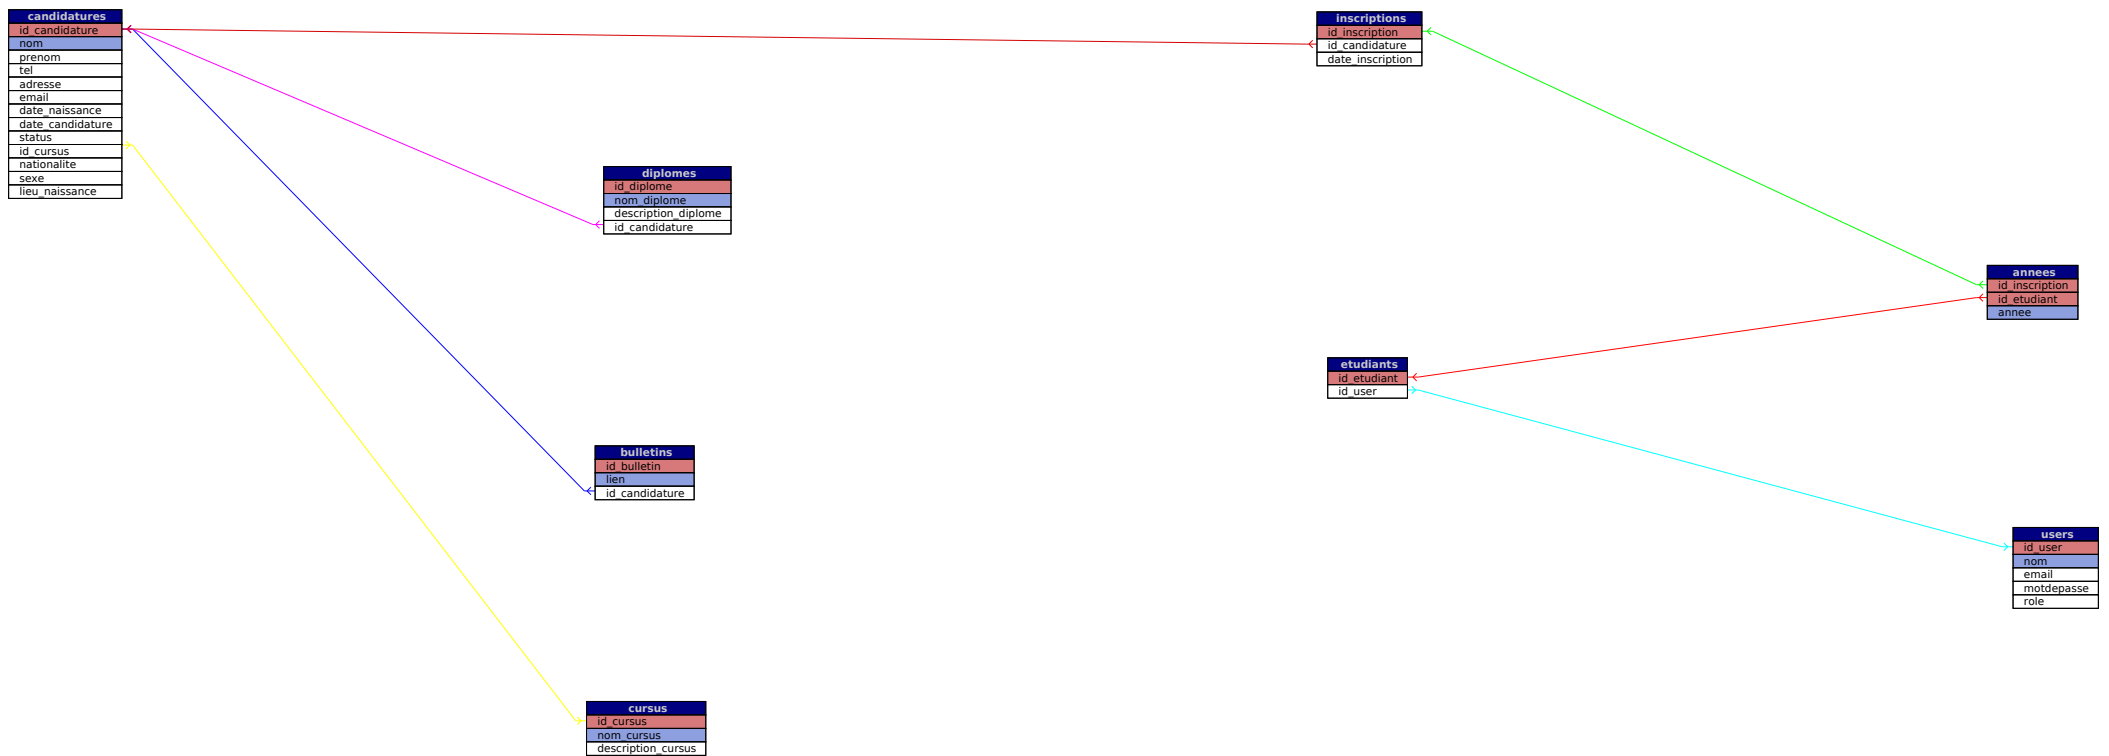 candidatures
id_candidature
nom
prenom
tel
adresse
email
date_naissance
date_candidature
status
id_cursus
nationalite
sexe
lieu_naissance
inscriptions
id_inscription
id_candidature
date_inscription
diplomes
id_diplome
nom_diplome
description_diplome
id_candidature
annees
id_inscription
id_etudiant
annee
etudiants
id_etudiant
id_user
bulletins
id_bulletin
lien
id_candidature
users
id_user
nom
email
motdepasse
role
cursus
id_cursus
nom_cursus
description_cursus